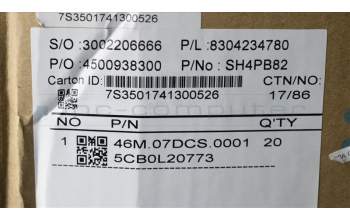 7S3501741300526
S/O :3002206666 P/L :8304234780
P/O :4500938300 P/No : SH4PB82
Carton ID: CTN/NO:
7S3501741300526 17/86
NO P/N Q'TY
1 46M.07DCS.0001 20
5CB0L20773